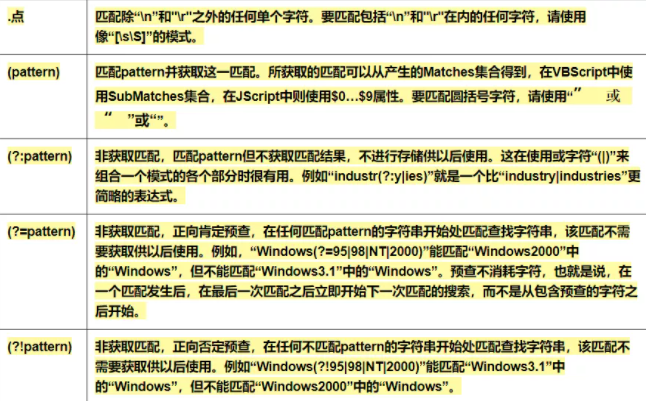 .点
匹配除“\n”和"\r"之外的任何单个字符。要匹配包括“\n”和"\r"在内的任何字符，请使用
像“[\s\S]”的模式。
(pattern)
匹配pattern并获取这一匹配。所获取的匹配可以从产生的Matches集合得到，在VBScript中使
用SubMatches集合，在JScript中则使用$0…$9属性。要匹配圆括号字符，请使用“” 或
“ ”或“”。
(?:pattern)
非获取匹配，匹配pattern但不获取匹配结果，不进行存储供以后使用。这在使用或字符“(|)”来
组合一个模式的各个部分时很有用。例如“industr(?:y|ies)”就是一个比“industry|industries”更
简略的表达式。
(?=pattern)
非获取匹配，正向肯定预查，在任何匹配pattern的字符串开始处匹配查找字符串，该匹配不需
要获取供以后使用。例如，“Windows(?=95|98|NT|2000)”能匹配“Windows2000”中
的“Windows”，但不能匹配“Windows3.1”中的“Windows”。预查不消耗字符，也就是说，在
一个匹配发生后，在最后一次匹配之后立即开始下一次匹配的搜索，而不是从包含预查的字符之
后开始。
(?!pattern)
非获取匹配，正向否定预查，在任何不匹配pattern的字符串开始处匹配查找字符串，该匹配不
需要获取供以后使用。例如“Windows(?!95|98|NT|2000)”能匹配“Windows3.1”中
的“Windows”，但不能匹配“Windows2000”中的“Windows”。